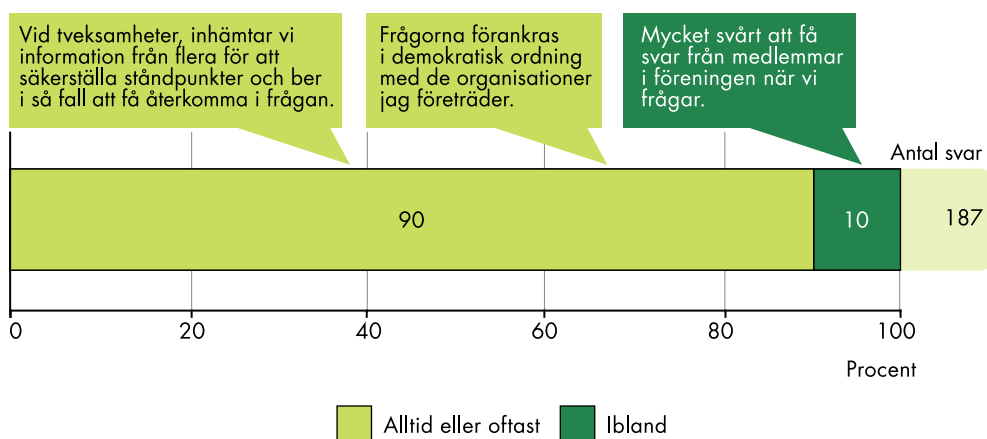 Vid tveksamheter, inhämtar vi
information från flera för att
säkerställa ståndpunkter och ber
i så fall att få återkomma i frågan.
Frågorna förankras
i demokratisk ordning
med de organisationer
jag företräder.
Mycket svårt att få
svar från medlemmar
i föreningen när vi
frågar.
Antal svar
90
10
187
0
20
40
60
80
100
Procent
Alltid eller oftast
Ibland